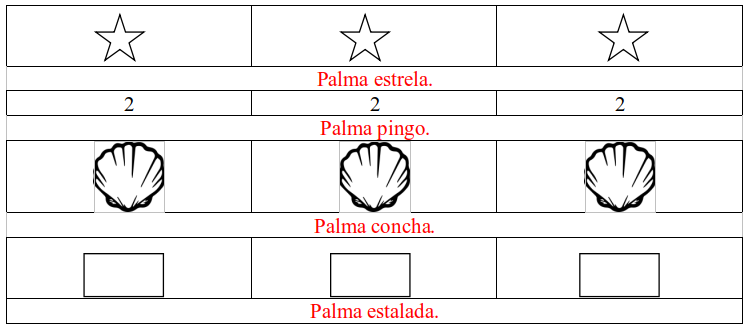 Palma estrela.
2 2 2
Palma pingo.
Palma concha.
Palma estalada.